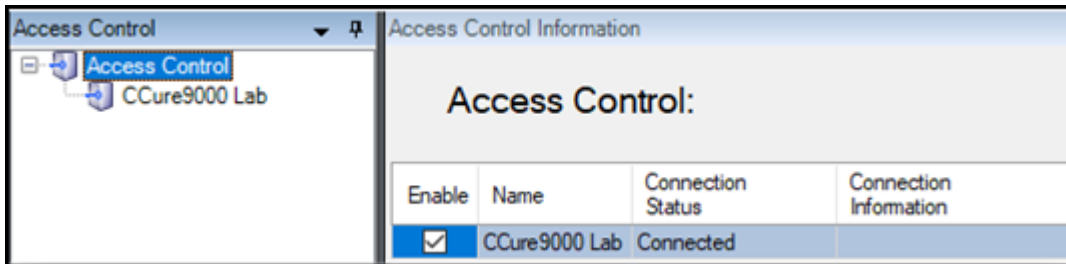 Access Control
Access Control
CCure9000 Lab
Access Control Information
Access Control:
Enable Name Connection Status Connection Information
CCure9000 Lab Connected